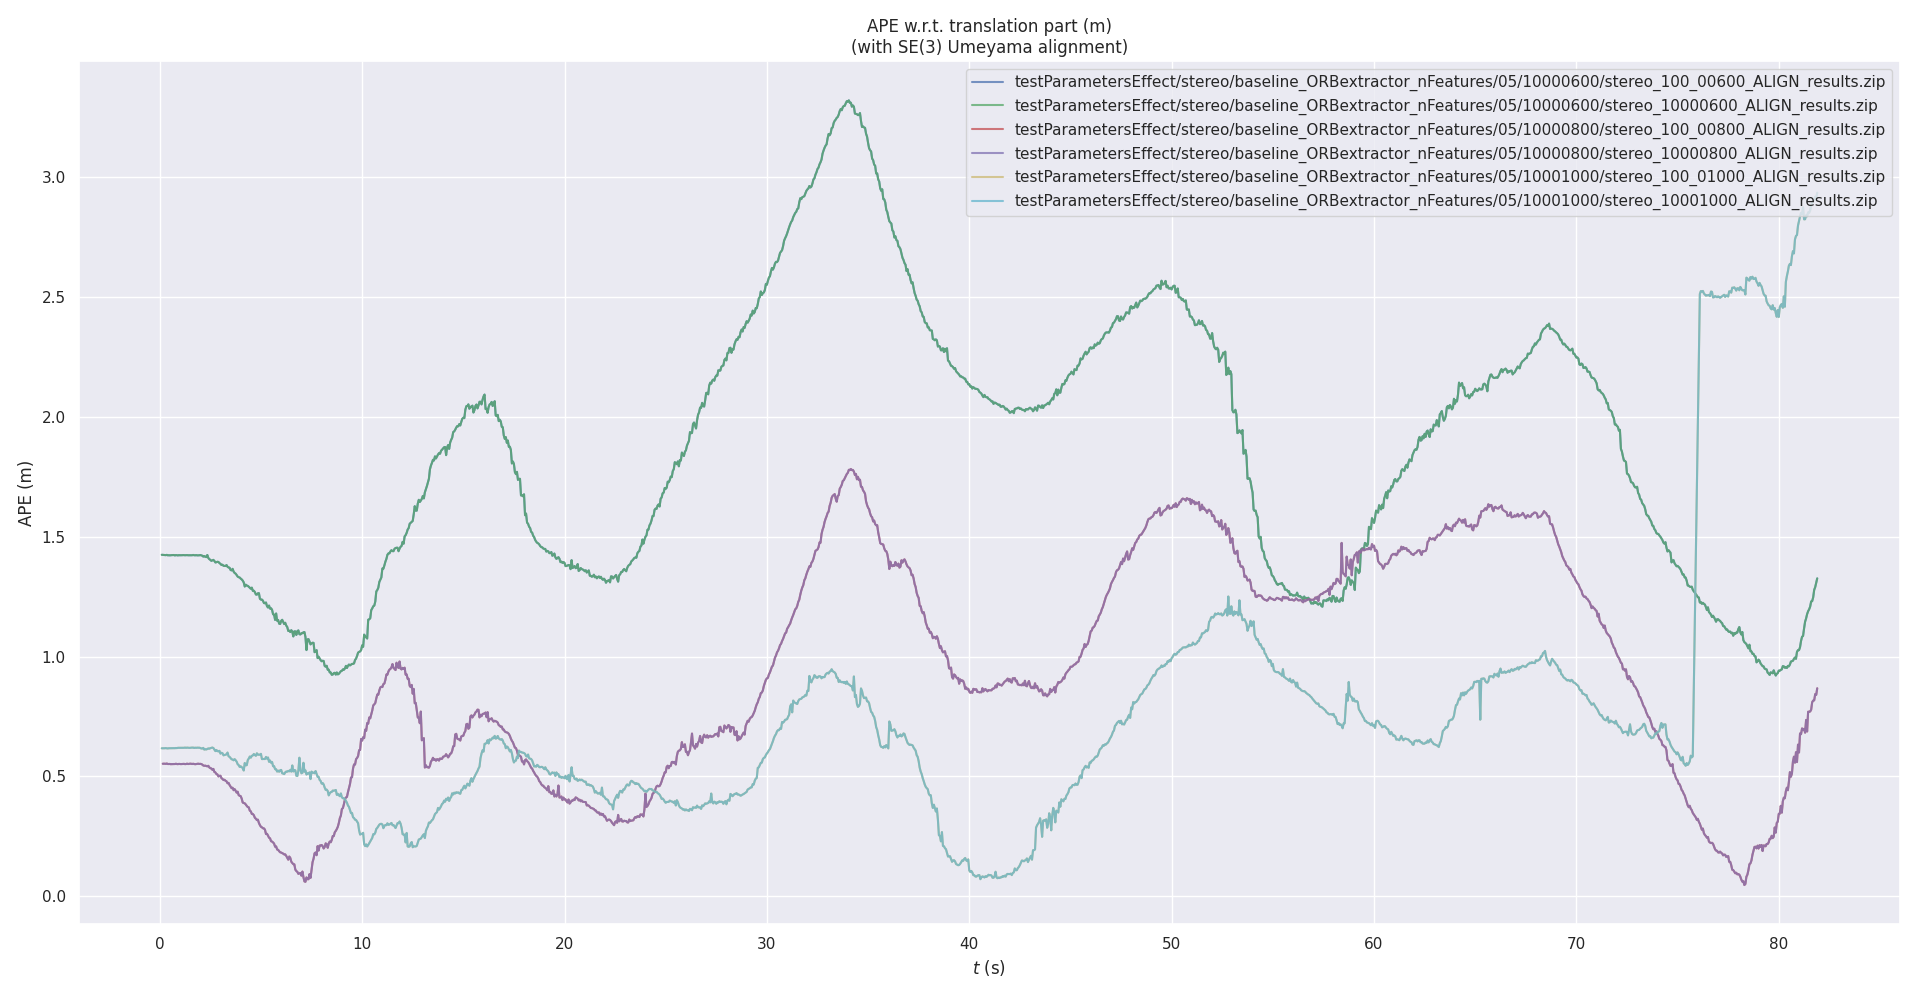 APE w.r.t. translation part (m)
(with SE(3) Umeyama alignment)
testParametersEffect/stereo/baseline_ORBextractor_nFeatures/05/10000600/stereo_100_00600_ALIGN_results.zip
testParametersEffect/stereo/baseline_ORBextractor_nFeatures/05/10000600/stereo_10000600_ALIGN_results.zip
testParametersEffect/stereo/baseline_ORBextractor_nFeatures/05/10000800/stereo_100_00800_ALIGN_results.zip
testParametersEffect/stereo/baseline_ORBextractor_nFeatures/05/10000800/stereo_10000800_ALIGN_results.zip
testParametersEffect/stereo/baseline_ORBextractor_nFeatures/05/10001000/stereo_100_01000_ALIGN_results.zip
testParametersEffect/stereo/baseline_ORBextractor_nFeatures/05/10001000/stereo_10001000_ALIGN_results.zip
3.0
2.5
2.0
1.5
1.0
0.5
0.0
APE (m)
0 10 20 30 40 50 60 70 80
t (s)